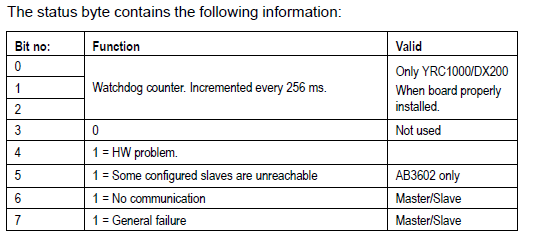 The status byte contains the following information:
Bit no: Function Valid
0
Only YRC1000/DX200
1 Watchdog counter. Incremented every 256 ms. When board properly
installed.
2
3 0 Not used
4 1 = HW problem.
5 1 = Some configured slaves are unreachable AB3602 only
6 1 = No communication Master/Slave
7 1 = General failure Master/Slave